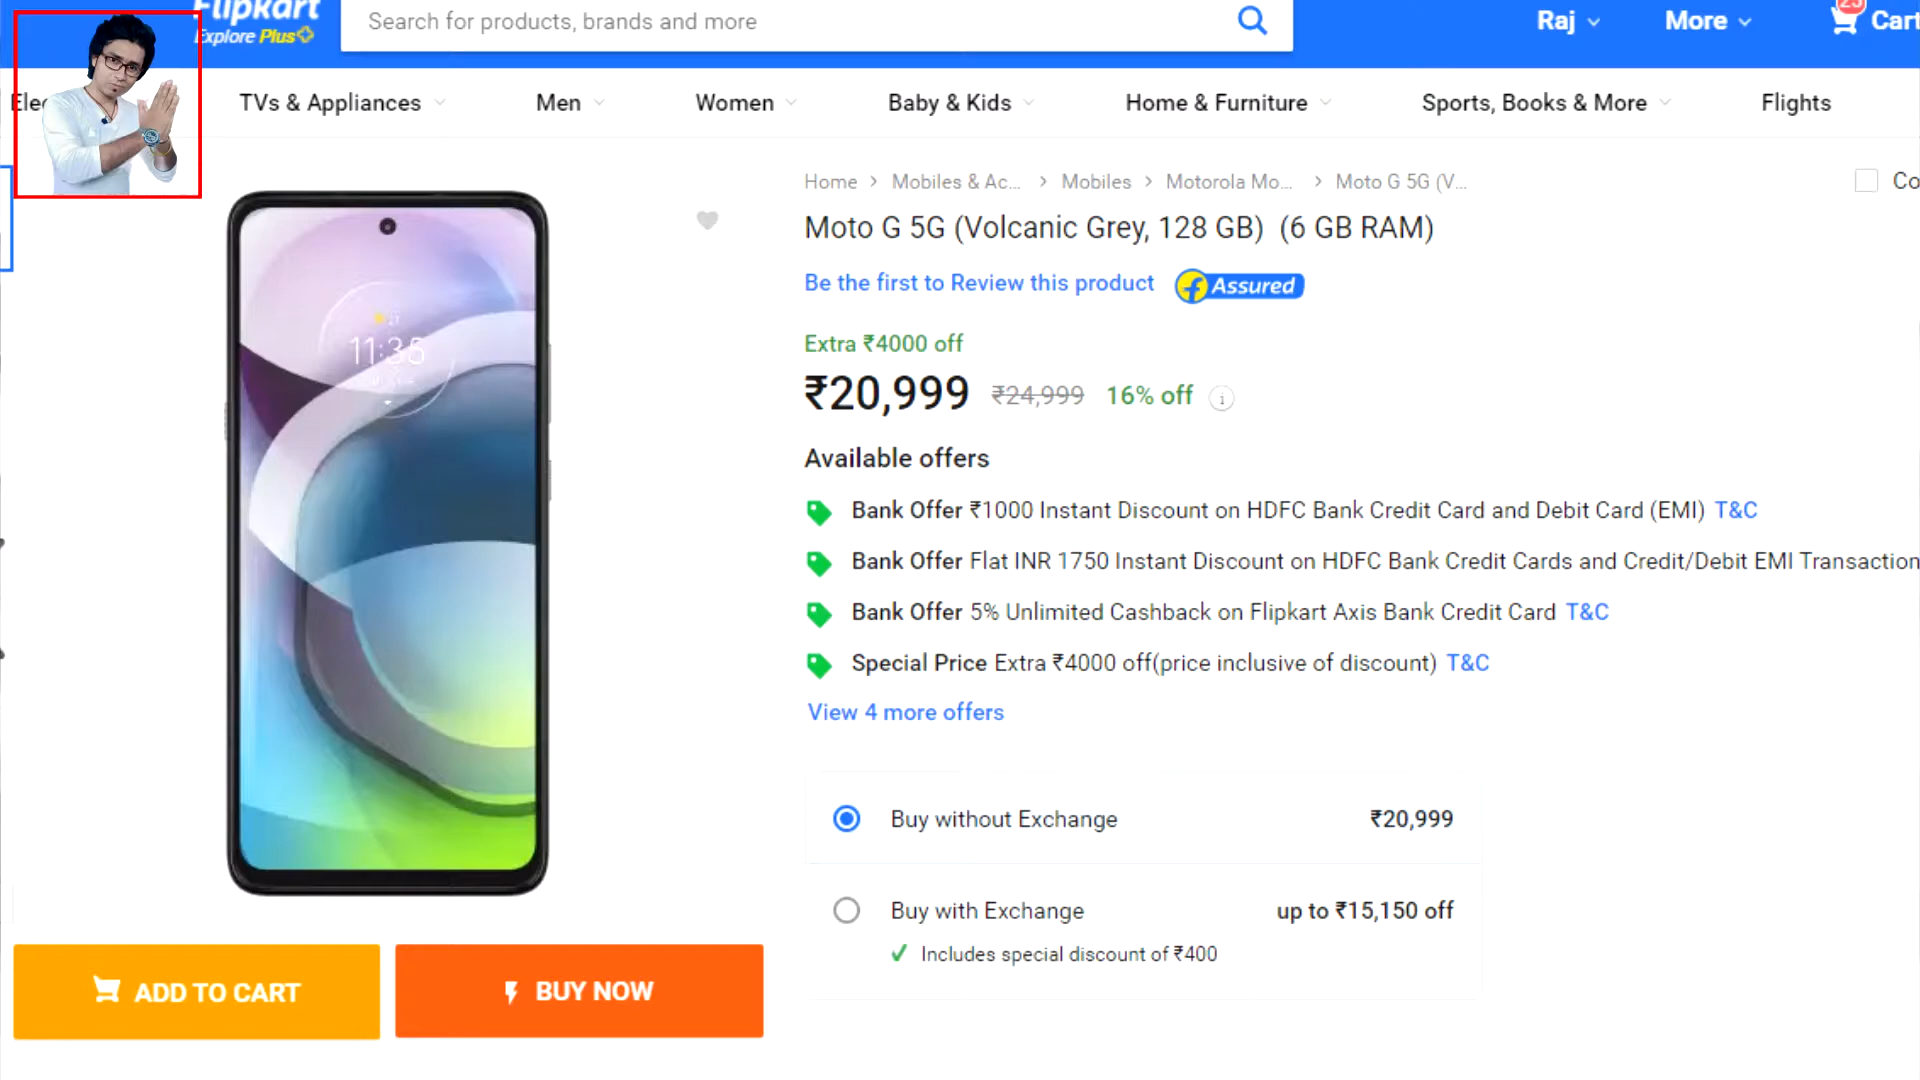 Flipkart
Search for products, brands and more
Raj
More
25
Cart
Explore Plus
TVs & Appliances
Men
Women
Baby & Kids
Home & Furniture
Sports, Books & More
Flights
Home > Mobiles & Ac... > Mobiles > Motorola Mo... > Moto G 5G (V...
Moto G 5G (Volcanic Grey, 128 GB) (6 GB RAM)
Be the first to Review this product
Assured
Extra ₹4000 off
₹20,999 ₹24,999 16% off
11:35
Available offers
Bank Offer ₹1000 Instant Discount on HDFC Bank Credit Card and Debit Card (EMI) T&C
Bank Offer Flat INR 1750 Instant Discount on HDFC Bank Credit Cards and Credit/Debit EMI Transaction
Bank Offer 5% Unlimited Cashback on Flipkart Axis Bank Credit Card T&C
Special Price Extra ₹4000 off(price inclusive of discount) T&C
View 4 more offers
Buy without Exchange ₹20,999
Buy with Exchange up to ₹15,150 off
Includes special discount of ₹400
ADD TO CART
BUY NOW